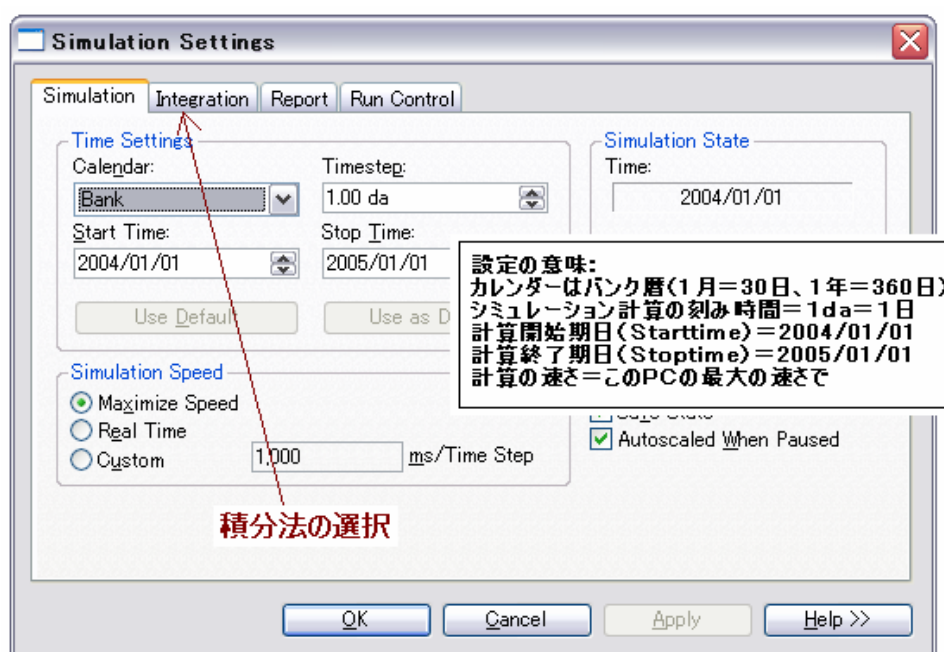 Simulation Settings
Simulation Integration Report Run Control
Time Settings
Calendar:
Timestep:
Bank
1.00 da
Start Time:
Stop Time:
2004/01/01
2005/01/01
Use Default
Use as D
Simulation State
Time:
2004/01/01
設定の意味:
カレンダーはバンク暦(1月=30日、1年=360日)
シミュレーション計算の刻み時間=1da=1日
計算開始期日(Starttime)=2004/01/01
計算終了期日(Stoptime)=2005/01/01
計算の速さ=このPCの最大の速さで
Simulation Speed
Maximize Speed
Real Time
Custom
1,000
ms/Time Step
Autoscaled When Paused
積分法の選択
OK
Cancel
Apply
Help >>